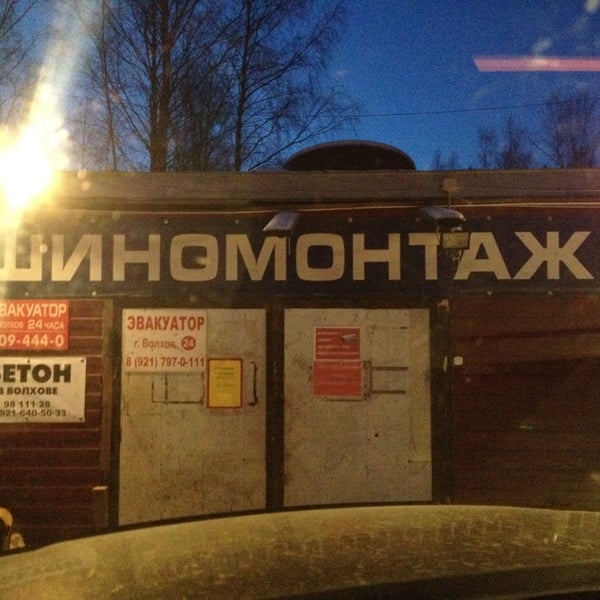 ШИНОМОНТАЖ
ЭВАКУАТОР
ВОЛХОВ 24 ЧАСА
09-444-0
БЕТОН
В ВОЛХОВЕ
98 111 28
921-640-50-33
ЭВАКУАТОР
г. Волхов, 24
8 (921) 797-0-111